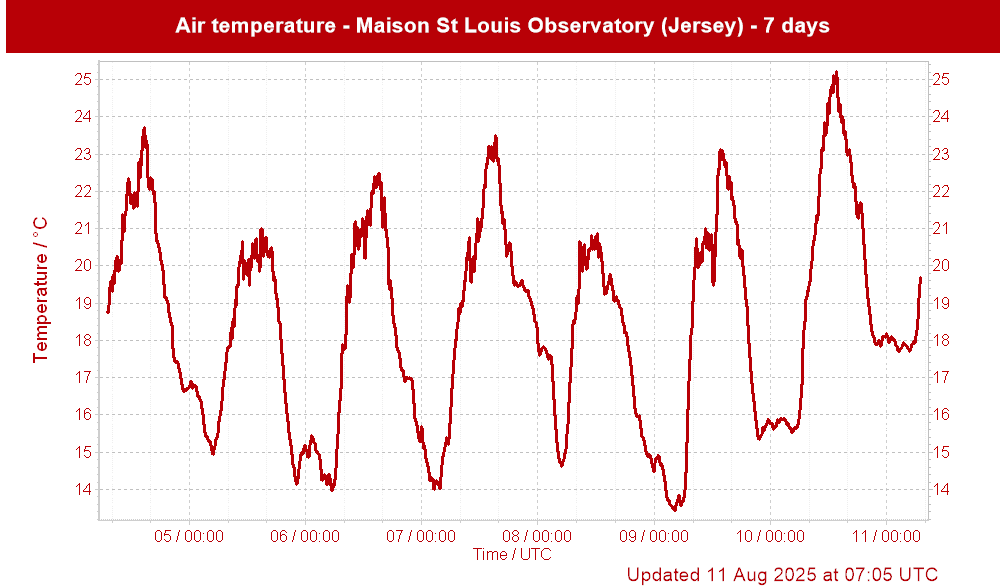 Air temperature - Maison St Louis Observatory (Jersey) - 7 days
Temperature / °C
25 25
24 24
23 23
22 22
21 21
20 20
19 19
18 18
17 17
16 16
15 15
14 14
05 / 00:00 06 / 00:00 07 / 00:00 08 / 00:00 09 / 00:00 10 / 00:00 11 / 00:00
Time / UTC
Updated 11 Aug 2025 at 07:05 UTC